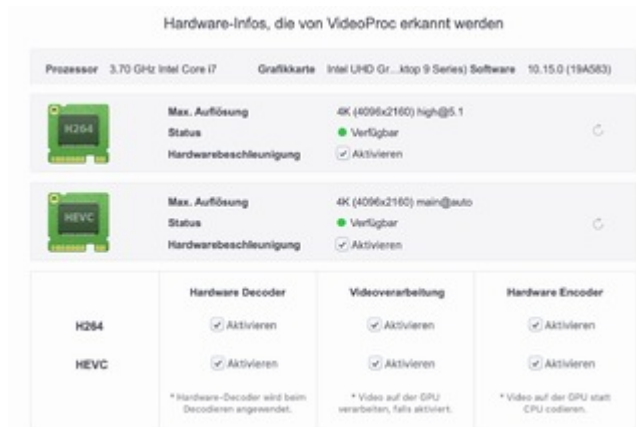 Hardware-Infos, die von VideoProc erkannt werden
Prozessor 3.70 GHz Intel Core i7 Grafikkarte Intel UHD Gr...ktop 9 Series) Software 10.15.0 (19A583)
H264
Max. Auflösung 4K (4096x2160) high@5.1
Status Verfügbar
Hardwarebeschleunigung Aktivieren
HEVC
Max. Auflösung 4K (4096x2160) main@auto
Status Verfügbar
Hardwarebeschleunigung Aktivieren
Hardware Decoder Videoverarbeitung Hardware Encoder
H264 Aktivieren Aktivieren Aktivieren
HEVC Aktivieren Aktivieren Aktivieren
* Hardware-Decoder wird beim * Video auf der GPU * Video auf der GPU statt
Decodieren angewendet. verarbeiten, falls aktiviert. CPU codieren.